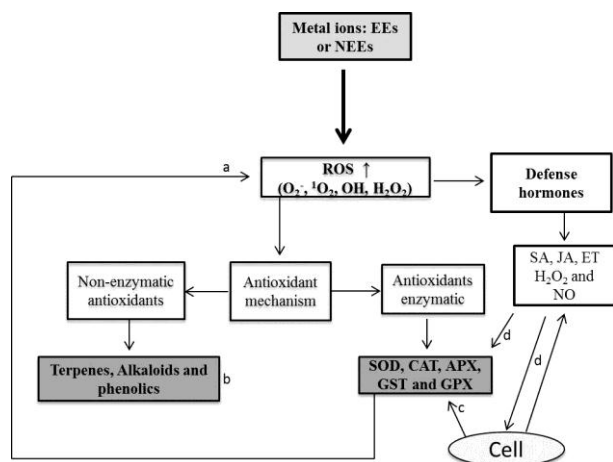 Metal ions: EEs
or NEEs
a
ROS ↑
(O₂⁻, ¹O₂, OH, H₂O₂)
Defense
hormones
Non-enzymatic
antioxidants
Antioxidant
mechanism
Antioxidants
enzymatic
SA, JA, ET
H₂O₂ and
NO
Terpenes, Alkaloids and
phenolics
b
SOD, CAT, APX,
GST and GPX
d
d
c
Cell